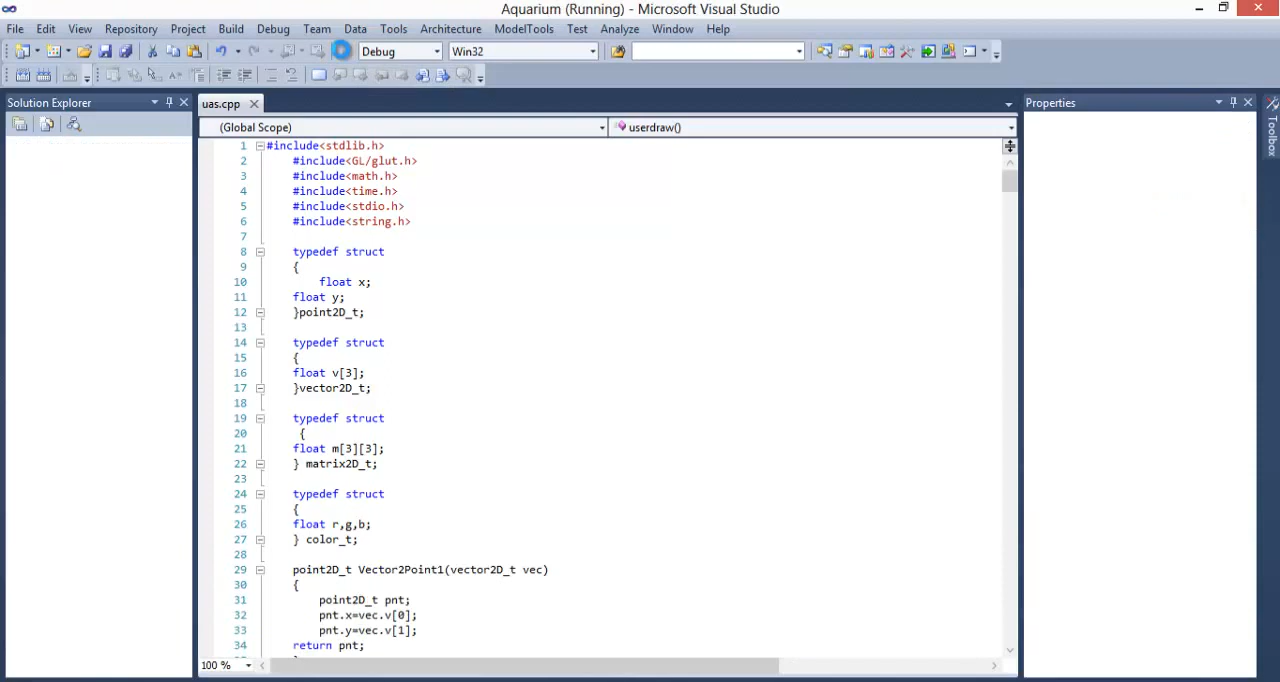 Aquarium (Running) - Microsoft Visual Studio
File Edit View Repository Project Build Debug Team Data Tools Architecture Test Analyze ModelTools Window Help
Debug Win32
Solution Explorer
uas.cpp
Properties
Toolbox
(Global Scope) userdraw()
1 #include<stdlib.h>
2 #include<GL/glut.h>
3 #include<math.h>
4 #include<time.h>
5 #include<stdio.h>
6 #include<string.h>
7
8 typedef struct
9 {
10 float x;
11 float y;
12 }point2D_t;
13
14 typedef struct
15 {
16 float v[3];
17 }vector2D_t;
18
19 typedef struct
20 {
21 float m[3][3];
22 } matrix2D_t;
23
24 typedef struct
25 {
26 float r,g,b;
27 } color_t;
28
29 point2D_t Vector2Point1(vector2D_t vec)
30 {
31 point2D_t pnt;
32 pnt.x=vec.v[0];
33 pnt.y=vec.v[1];
34 return pnt;
100 %